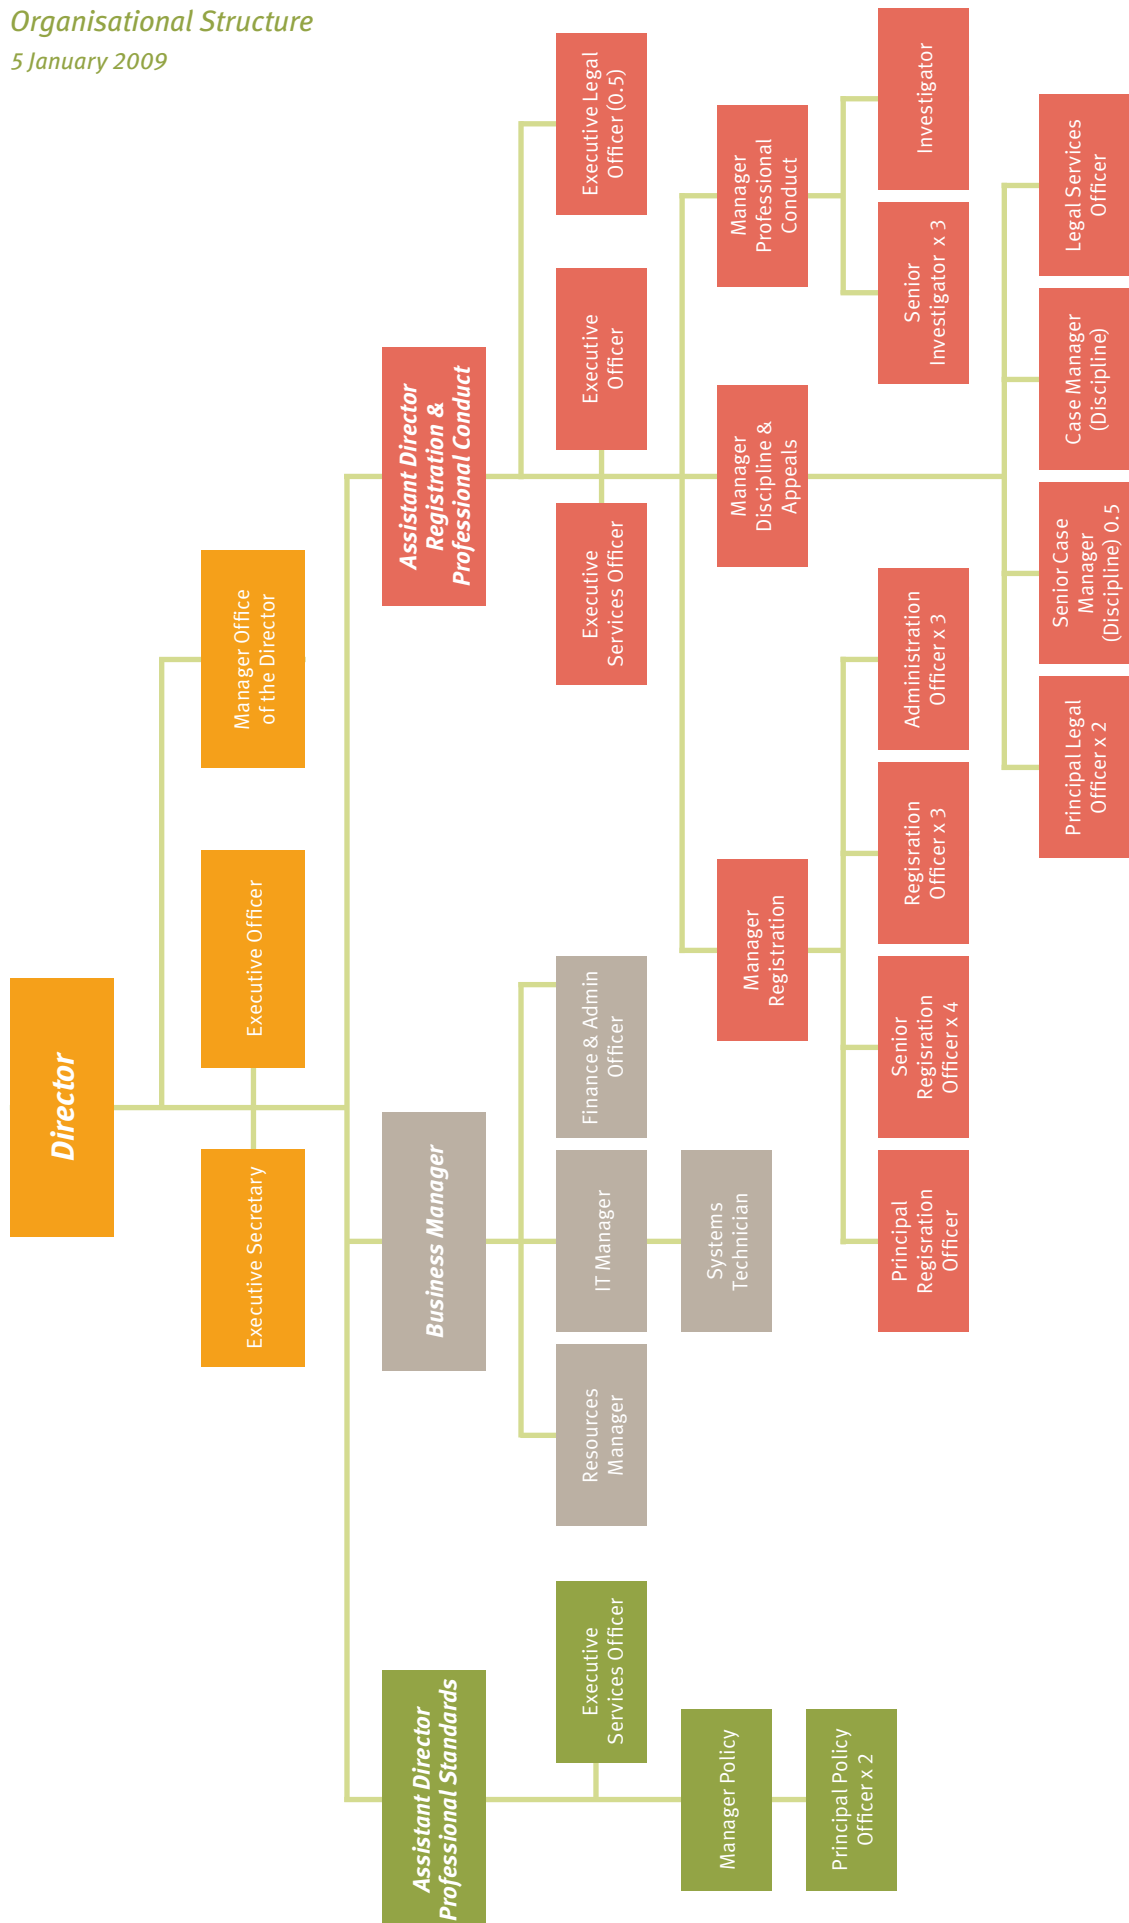 Organisational Structure
5 January 2009
Director
Executive Secretary
Executive Officer
Manager Office
of the Director
Assistant Director
Professional Standards
Business Manager
Assistant Director
Registration &
Professional Conduct
Executive
Services Officer
Manager Policy
Principal Policy
Officer x 2
Resources
Manager
IT Manager
Finance & Admin
Officer
Systems
Technician
Executive
Services Officer
Executive
Officer
Executive Legal
Officer (0.5)
Manager
Registration
Manager
Discipline &
Appeals
Manager
Professional
Conduct
Principal
Regisration
Officer
Senior
Regisration
Officer x 4
Regisration
Officer x 3
Administration
Officer x 3
Senior
Investigator x 3
Investigator
Principal Legal
Officer x 2
Senior Case
Manager
(Discipline) 0.5
Case Manager
(Discipline)
Legal Services
Officer